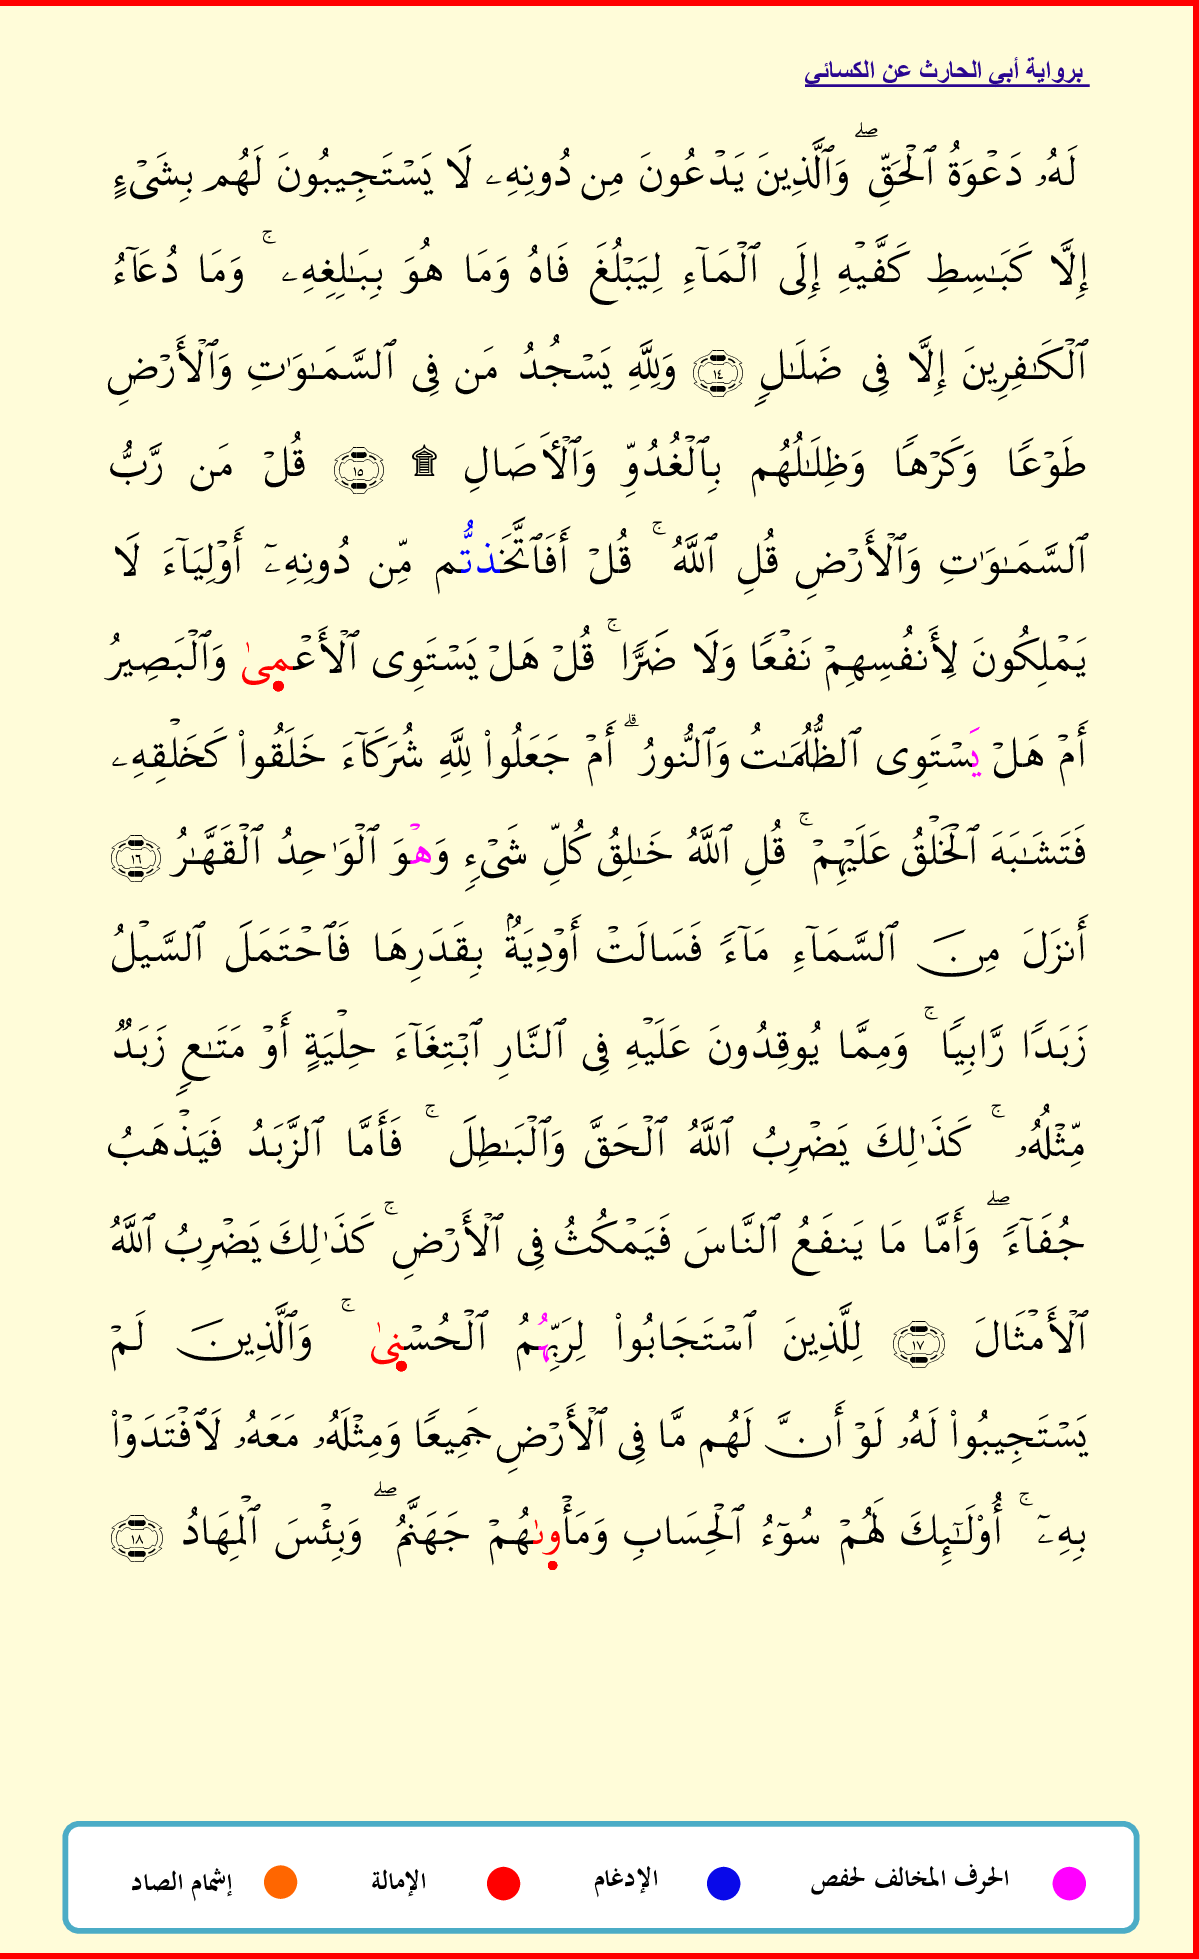 برواية أبي الحارث عن الكسائي
لَهُۥ دَعۡوَةُ ٱلۡحَقِّۖ وَٱلَّذِينَ يَدۡعُونَ مِن دُونِهِۦ لَا يَسۡتَجِيبُونَ لَهُم بِشَيۡءٍ
إِلَّا كَبَـٰسِطِ كَفَّيۡهِ إِلَى ٱلۡمَآءِ لِيَبۡلُغَ فَاهُ وَمَا هُوَ بِبَـٰلِغِهِۦۚ وَمَا دُعَآءُ
ٱلۡكَـٰفِرِينَ إِلَّا فِى ضَلَـٰلٍ ١٤ وَلِلَّهِ يَسۡجُدُ مَن فِى ٱلسَّمَـٰوَٰتِ وَٱلۡأَرۡضِ
طَوۡعًا وَكَرۡهًا وَظِلَـٰلُهُم بِٱلۡغُدُوِّ وَٱلۡأَصَالِ ۩ ١٥ قُلۡ مَن رَّبُّ
ٱلسَّمَـٰوَٰتِ وَٱلۡأَرۡضِ قُلِ ٱللَّهُۚ قُلۡ أَفَٱتَّخَذتُّم مِّن دُونِهِۦٓ أَوۡلِيَآءَ لَا
يَمۡلِكُونَ لِأَنفُسِهِمۡ نَفۡعًا وَلَا ضَرًّاۚ قُلۡ هَلۡ يَسۡتَوِى ٱلۡأَعۡمىٰ وَٱلۡبَصِيرُ
أَمۡ هَلۡ يَسۡتَوِى ٱلظُّلُمَـٰتُ وَٱلنُّورُۗ أَمۡ جَعَلُوا۟ لِلَّهِ شُرَكَآءَ خَلَقُوا۟ كَخَلۡقِهِۦ
فَتَشَـٰبَهَ ٱلۡخَلۡقُ عَلَيۡهِمۡۚ قُلِ ٱللَّهُ خَـٰلِقُ كُلِّ شَىۡءٍ وَهۡوَ ٱلۡوَٰحِدُ ٱلۡقَهَّـٰرُ ١٦
أَنزَلَ مِنَ ٱلسَّمَآءِ مَآءً فَسَالَتۡ أَوۡدِيَةُۢ بِقَدَرِهَا فَٱحۡتَمَلَ ٱلسَّيۡلُ
زَبَدًا رَّابِيًاۚ وَمِمَّا يُوقِدُونَ عَلَيۡهِ فِى ٱلنَّارِ ٱبۡتِغَآءَ حِلۡيَةٍ أَوۡ مَتَـٰعٍ زَبَدٌ
مِّثۡلُهُۥۚ كَذَٰلِكَ يَضۡرِبُ ٱللَّهُ ٱلۡحَقَّ وَٱلۡبَـٰطِلَۚ فَأَمَّا ٱلزَّبَدُ فَيَذۡهَبُ
جُفَآءًۖ وَأَمَّا مَا يَنفَعُ ٱلنَّاسَ فَيَمۡكُثُ فِى ٱلۡأَرۡضِۚ كَذَٰلِكَ يَضۡرِبُ ٱللَّهُ
ٱلۡأَمۡثَالَ ١٧ لِلَّذِينَ ٱسۡتَجَابُوا۟ لِرَبِّهُمُ ٱلۡحُسۡنىٰۚ وَٱلَّذِينَ لَمۡ
يَسۡتَجِيبُوا۟ لَهُۥ لَوۡ أَنَّ لَهُم مَّا فِى ٱلۡأَرۡضِ جَمِيعًا وَمِثۡلَهُۥ مَعَهُۥ لَٱفۡتَدَوۡا۟
بِهِۦٓۚ أُو۟لَـٰٓئِكَ لَهُمۡ سُوٓءُ ٱلۡحِسَابِ وَمَأۡوىٰهُمۡ جَهَنَّمُۖ وَبِئۡسَ ٱلۡمِهَادُ ١٨
الحرف المخالف لحفص الإدغام الإمالة إشمام الصاد